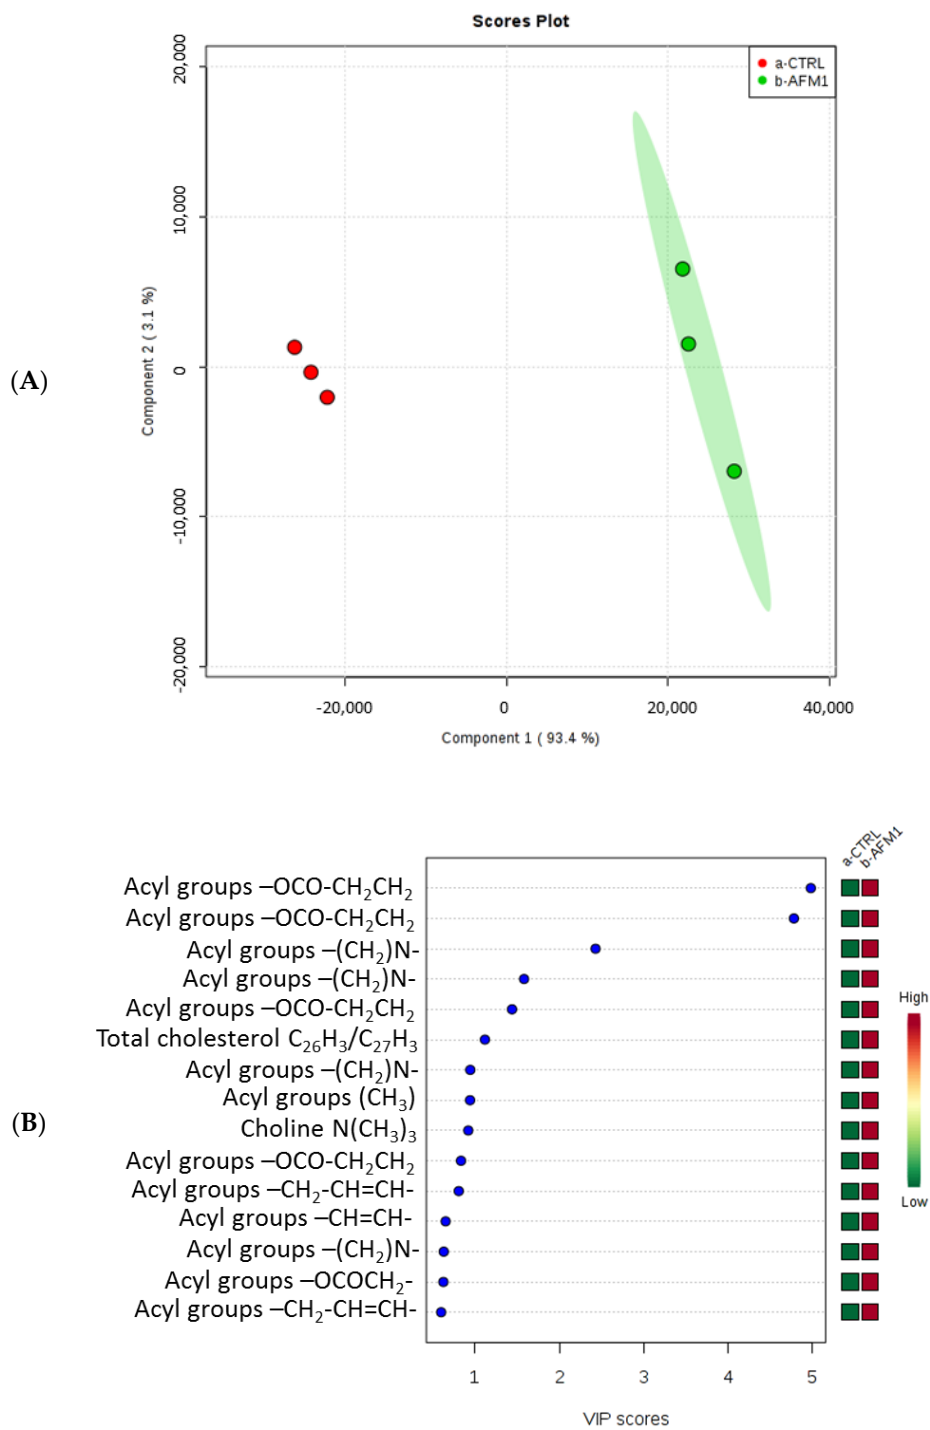 Scores Plot
a-CTRL
b-AFM1
20,000
10,000
0
-10,000
-20,000
Component 2 ( 3.1 %)
(A)
-20,000 0 20,000 40,000
Component 1 ( 93.4 %)
a-CTRL
b-AFM1
Acyl groups –OCO-CH₂CH₂
Acyl groups –OCO-CH₂CH₂
Acyl groups –(CH₂)N-
Acyl groups –(CH₂)N-
Acyl groups –OCO-CH₂CH₂
Total cholesterol C₂₆H₃/C₂₇H₃
Acyl groups –(CH₂)N-
Acyl groups (CH₃)
Choline N(CH₃)₃
Acyl groups –OCO-CH₂CH₂
Acyl groups –CH₂-CH=CH-
Acyl groups –CH=CH-
Acyl groups –(CH₂)N-
Acyl groups –OCOCH₂-
Acyl groups –CH₂-CH=CH-
(B)
High
Low
1 2 3 4 5
VIP scores